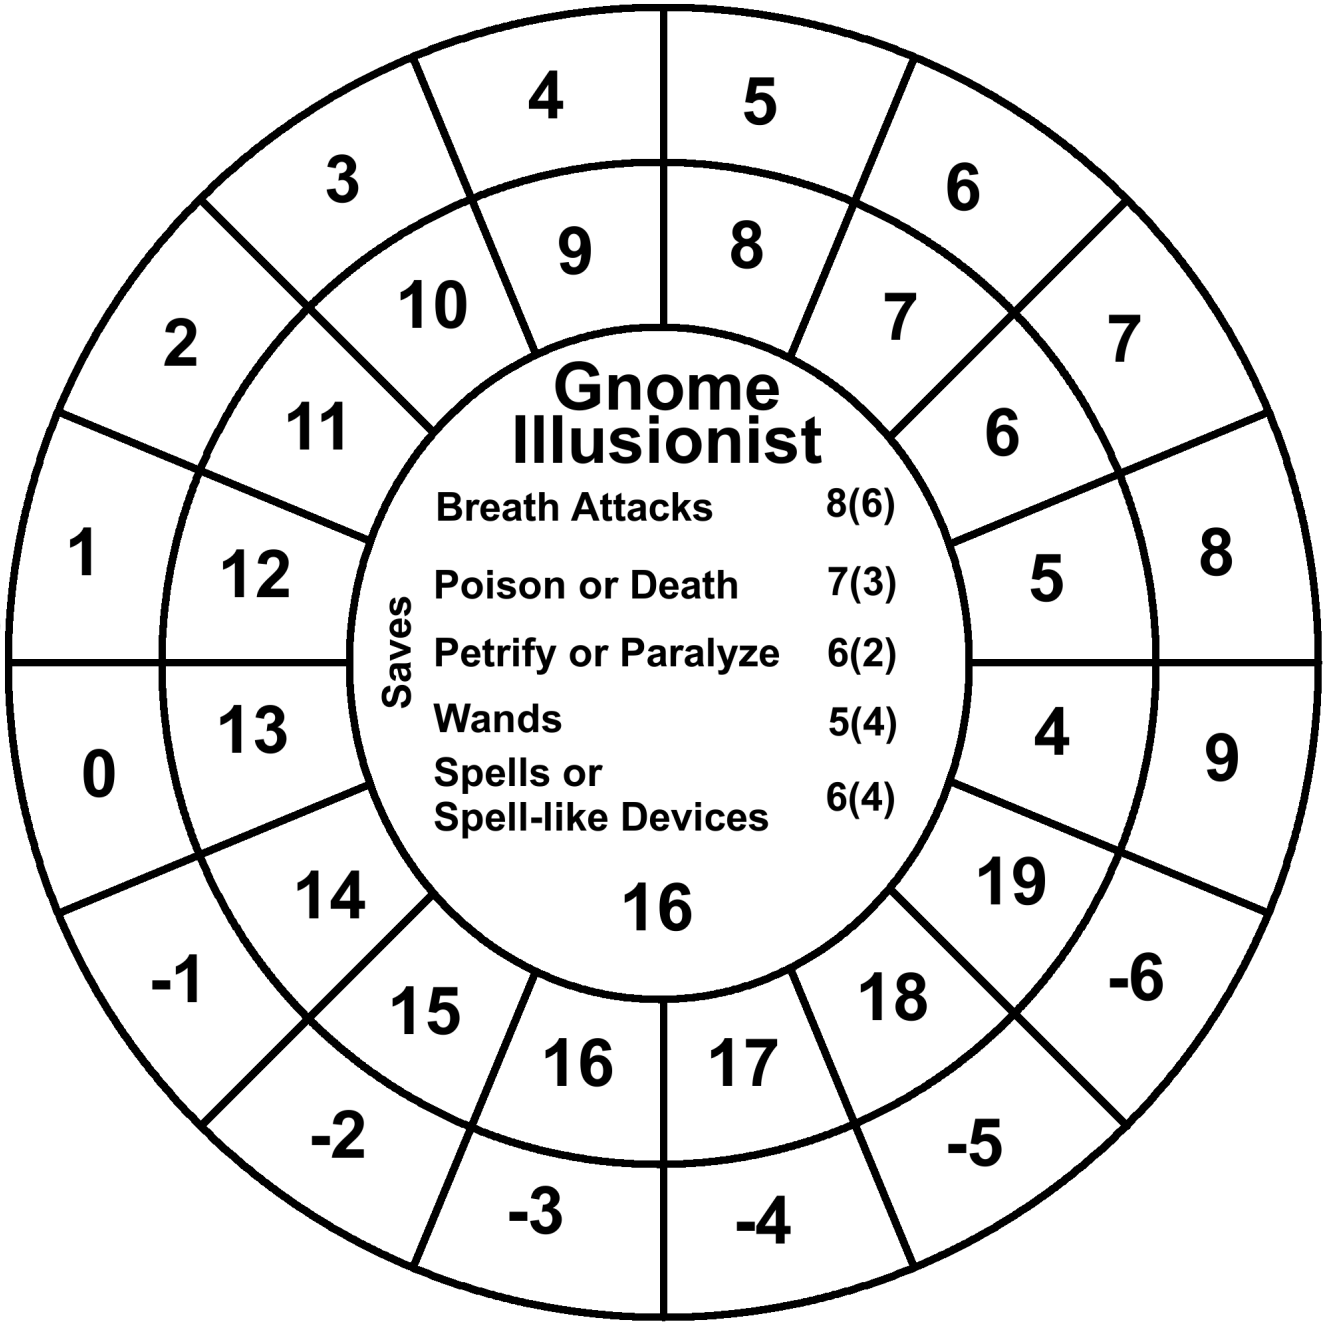 4 5
3 6
9 8
10 7
2 7
11 6
Gnome
Illusionist
Breath Attacks 8(6)
Poison or Death 7(3)
Petrify or Paralyze 6(2)
Wands 5(4)
Spells or
Spell-like Devices 6(4)
Saves
16
1 12 5 8
0 13 4 9
-1 14 19 -6
15 18
-2 16 17 -5
-3 -4